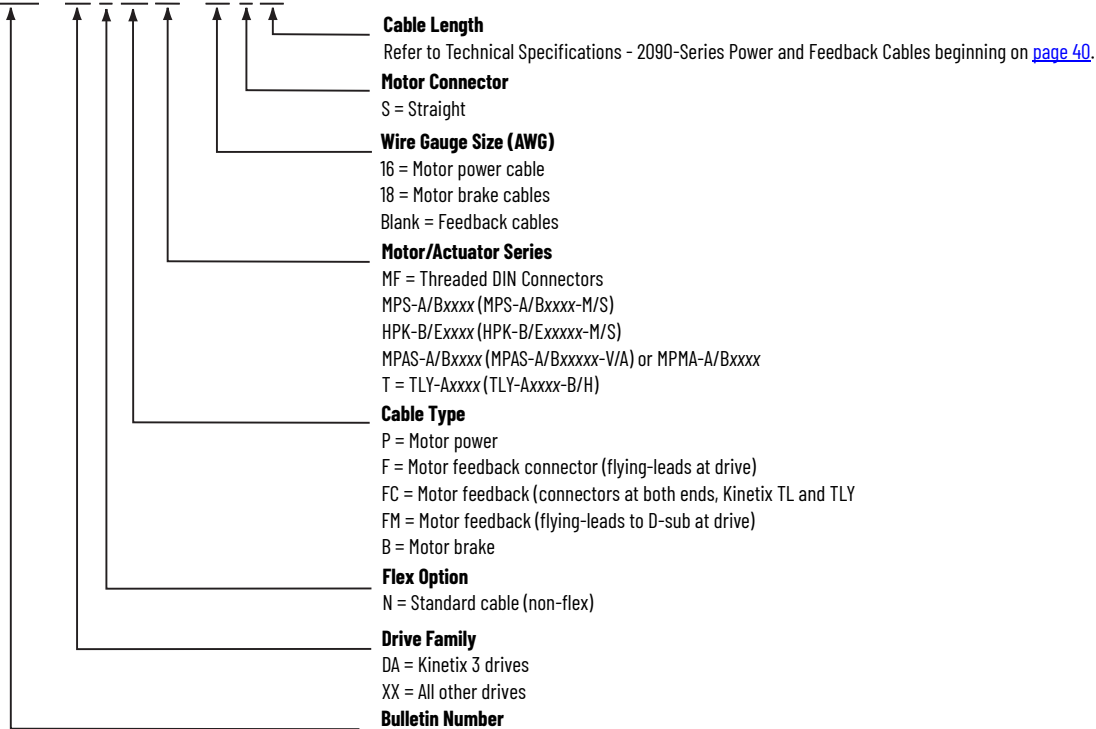 Cable Length
Refer to Technical Specifications - 2090-Series Power and Feedback Cables beginning on page 40.
Motor Connector
S = Straight
Wire Gauge Size (AWG)
16 = Motor power cable
18 = Motor brake cables
Blank = Feedback cables
Motor/Actuator Series
MF = Threaded DIN Connectors
MPS-A/Bxxxx (MPS-A/Bxxxx-M/S)
HPK-B/Exxxx (HPK-B/Exxxxx-M/S)
MPAS-A/Bxxxx (MPAS-A/Bxxxxx-V/A) or MPMA-A/Bxxxx
T = TLY-Axxxx (TLY-Axxxx-B/H)
Cable Type
P = Motor power
F = Motor feedback connector (flying-leads at drive)
FC = Motor feedback (connectors at both ends, Kinetix TL and TLY
FM = Motor feedback (flying-leads to D-sub at drive)
B = Motor brake
Flex Option
N = Standard cable (non-flex)
Drive Family
DA = Kinetix 3 drives
XX = All other drives
Bulletin Number